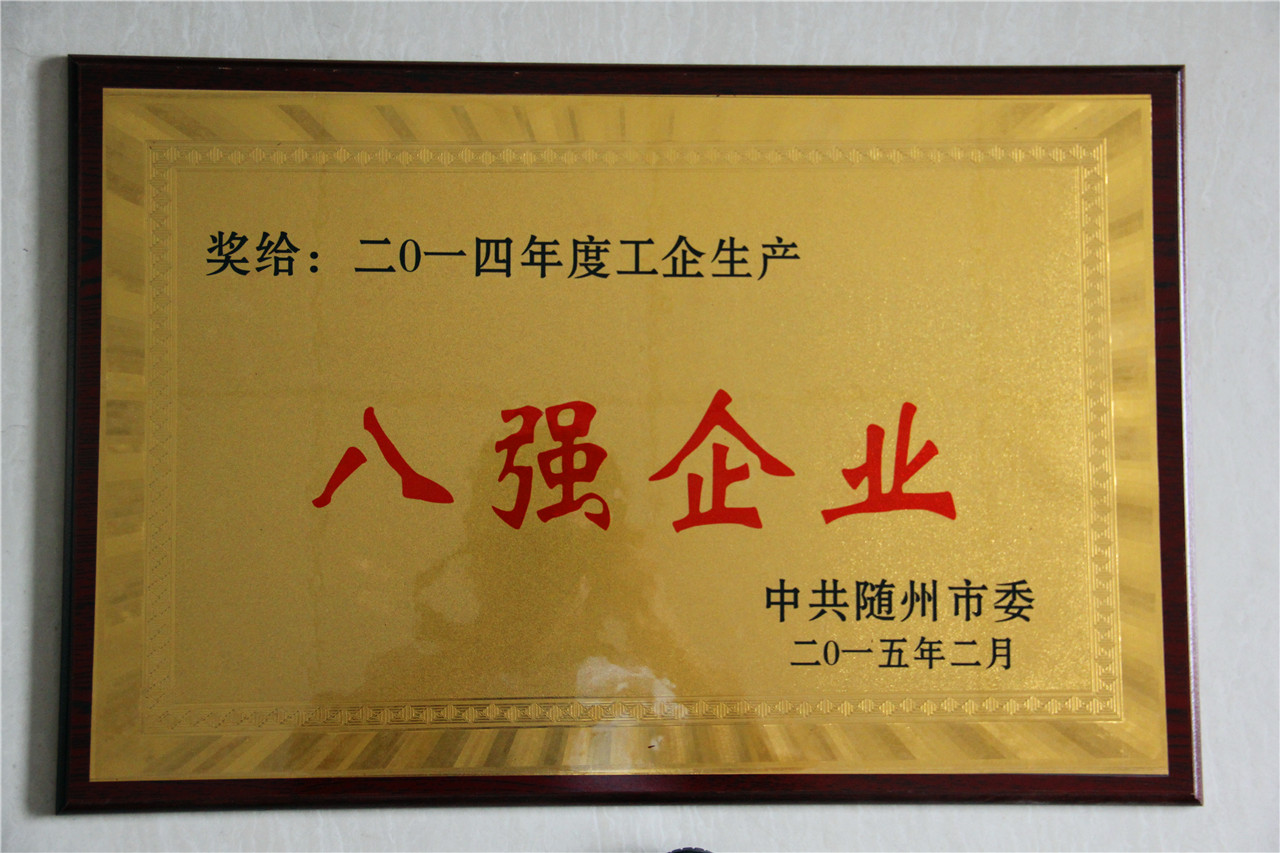 奖给：二0一四年度工企生产
八强企业
中共随州市委
二0一五年二月